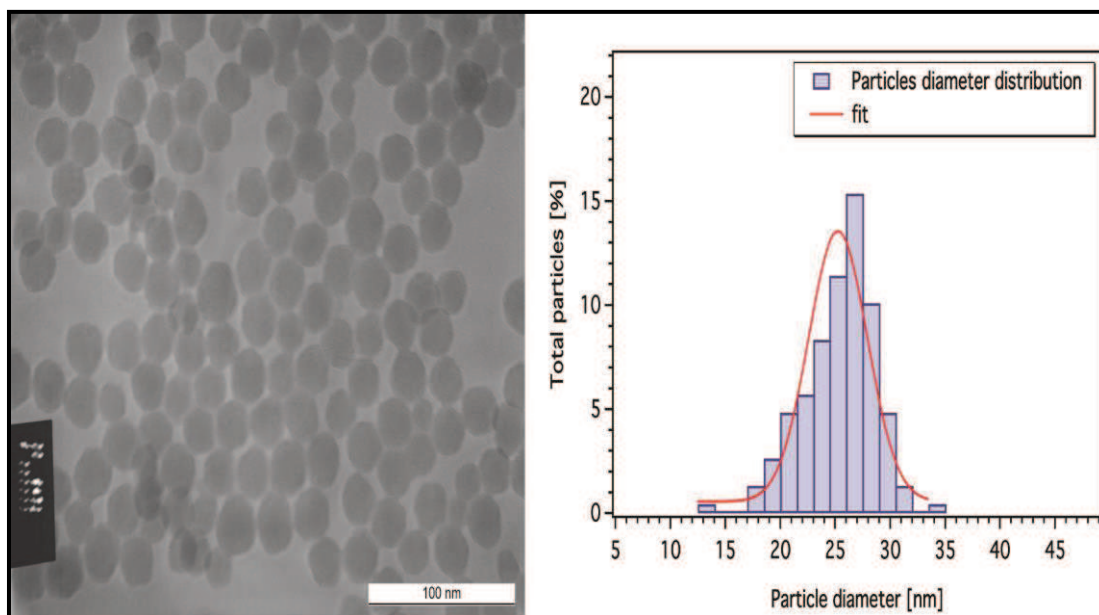 100 nm
Particles diameter distribution
fit
Total particles [%]
20
15
10
5
0
5 10 15 20 25 30 35 40 45
Particle diameter [nm]